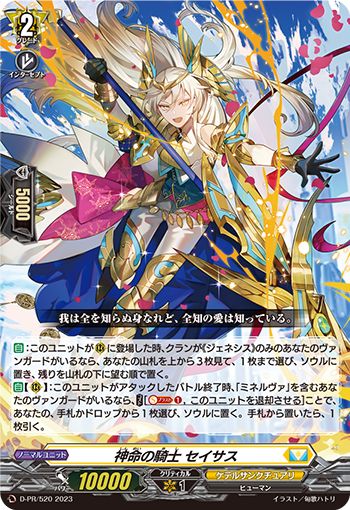 2
グレード
インターセプト
5000
シールド
我は全を知らぬ身なれど、全知の愛は知っている。
自:このユニットがRに登場した時、クランが《ジェネシス》のみのあなたのヴァ
ンガードがいるなら、あなたの山札を上から3枚見て、1枚まで選び、ソウルに
置き、残りを山札の下に望む順で置く。
自【R】:このユニットがアタックしたバトル終了時、「ミネルヴァ」を含むあなた
のヴァンガードがいるなら、【1】,このユニットを退却させる]ことで、
あなたの、手札かドロップから1枚選び、ソウルに置く。手札から置いたら、1
枚引く。
ノーマルユニット
神命の騎士 セイサス
パワー
10000
クリティカル
1
ケテルサンクチュアリ
ヒューマン
D-PR/520 2023
イラスト/匈歌ハトリ